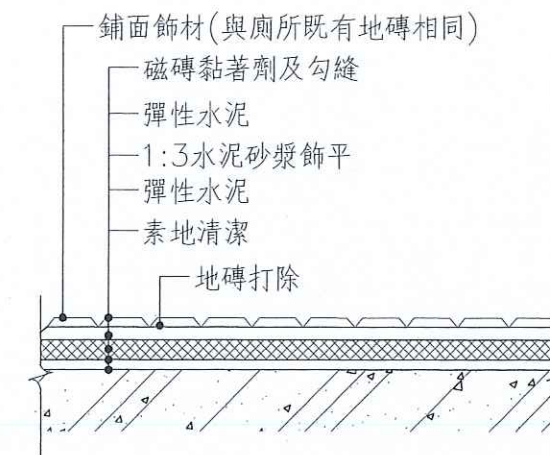 鋪面飾材(與廁所既有地磚相同)
磁磚黏著劑及勾縫
彈性水泥
1:3水泥砂漿飾平
彈性水泥
素地清潔
地磚打除